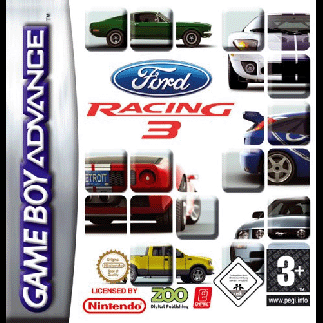 GAME BOY ADVANCE
Ford
RACING
3
DETROIT
LICENSED BY
Nintendo
ZOO
Digital Publishing
3+
www.pegi.info